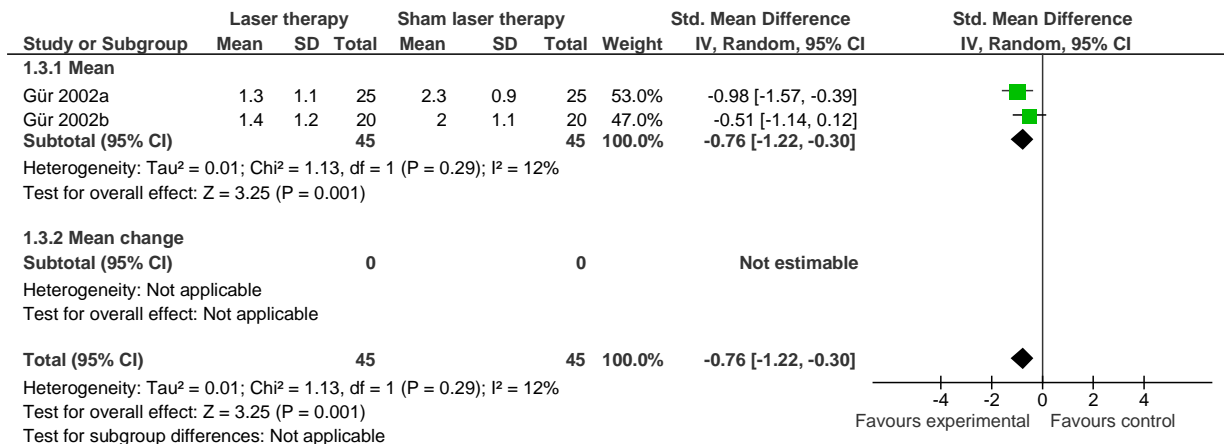 Laser therapy Sham laser therapy Std. Mean Difference Std. Mean Difference
Study or Subgroup Mean SD Total Mean SD Total Weight IV, Random, 95% CI IV, Random, 95% CI
1.3.1 Mean
Gür 2002a 1.3 1.1 25 2.3 0.9 25 53.0% -0.98 [-1.57, -0.39]
Gür 2002b 1.4 1.2 20 2 1.1 20 47.0% -0.51 [-1.14, 0.12]
Subtotal (95% CI) 45 45 100.0% -0.76 [-1.22, -0.30]
Heterogeneity: Tau² = 0.01; Chi² = 1.13, df = 1 (P = 0.29); I² = 12%
Test for overall effect: Z = 3.25 (P = 0.001)
1.3.2 Mean change
Subtotal (95% CI) 0 0 Not estimable
Heterogeneity: Not applicable
Test for overall effect: Not applicable
Total (95% CI) 45 45 100.0% -0.76 [-1.22, -0.30]
Heterogeneity: Tau² = 0.01; Chi² = 1.13, df = 1 (P = 0.29); I² = 12%
Test for overall effect: Z = 3.25 (P = 0.001)
Test for subgroup differences: Not applicable
-4 -2 0 2 4
Favours experimental Favours control